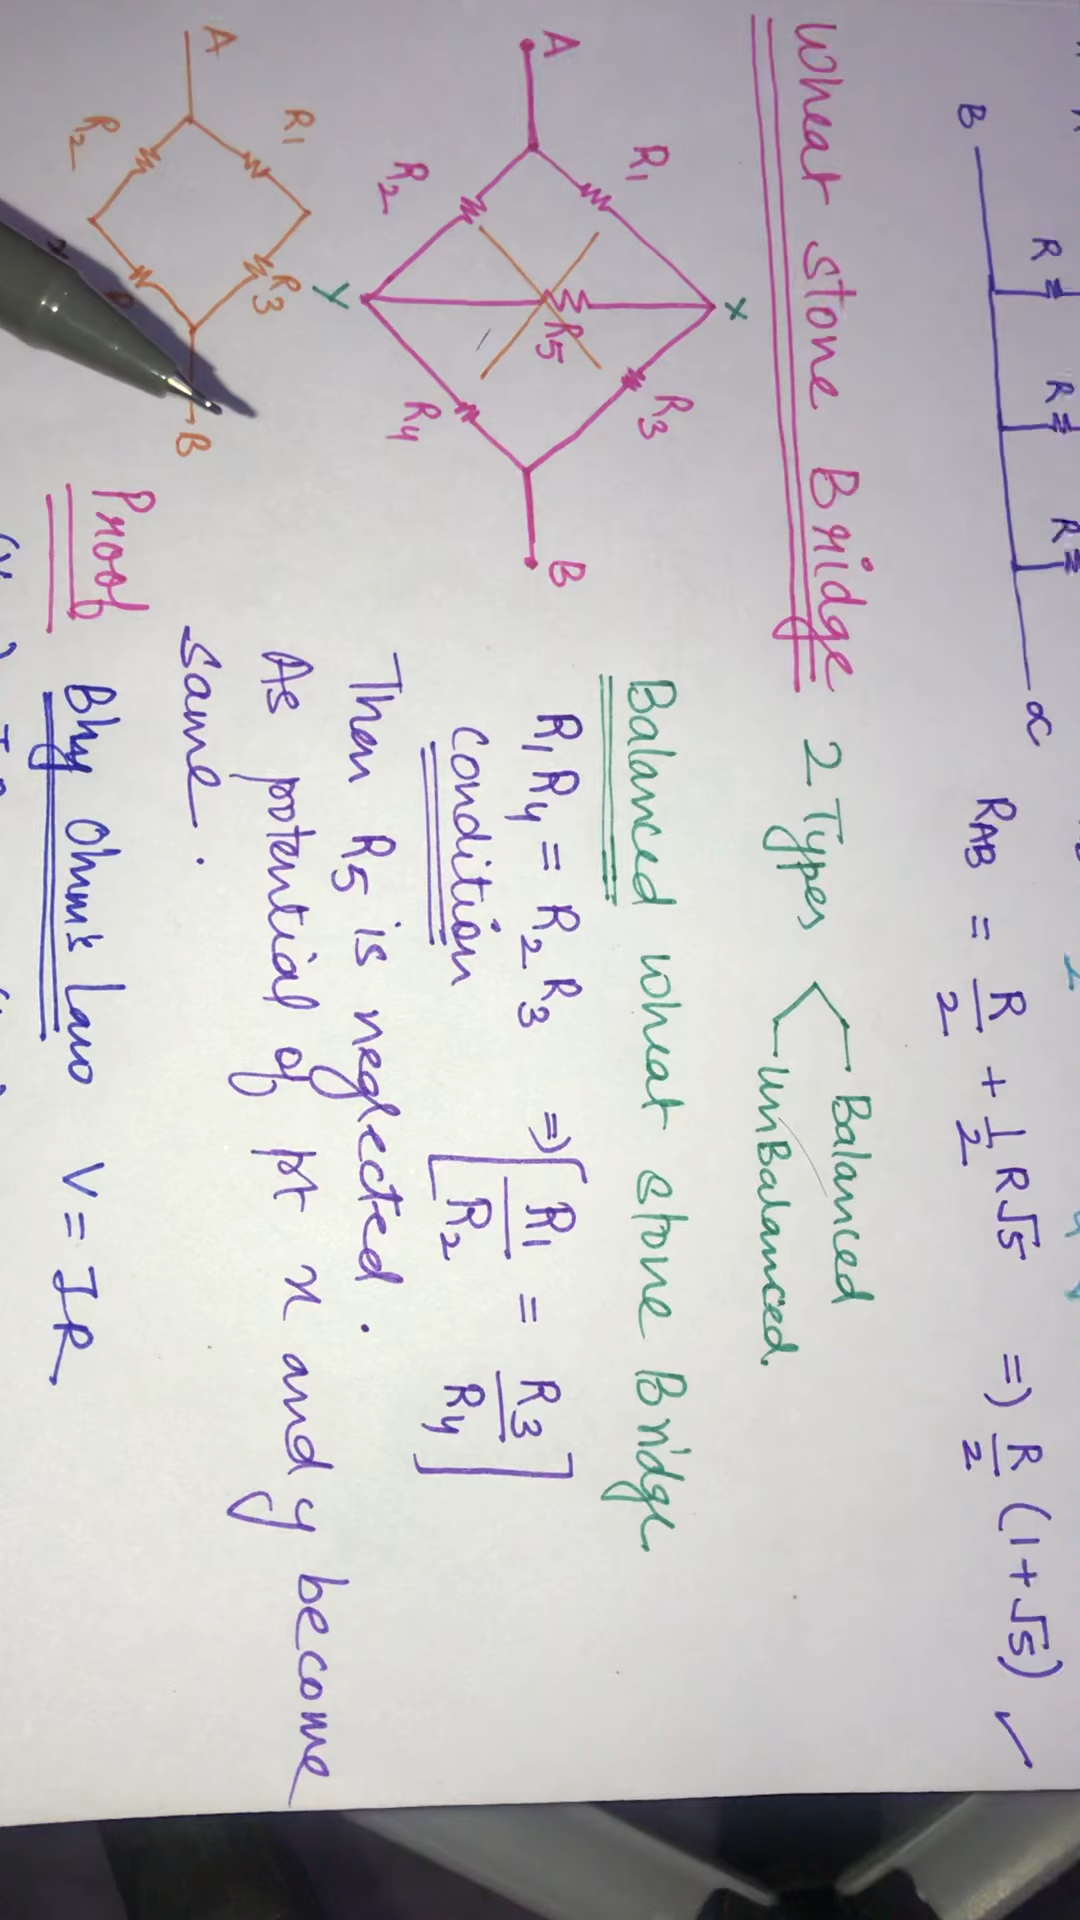 B R R R ∝
R_AB = R/2 + 1/2 R√5 => R/2 (1+√5) ✓
Wheat stone Bridge 2 Types
Balanced
unBalanced.
A R1 X R3 B
R2 Y R5 R4
Balanced wheat stone Bridge.
R1R4 = R2R3 => [R1/R2 = R3/R4]
Condition
Then R5 is neglected.
As potential of pt x and y become
same.
A R1 R3 B
R2
Proof
Bhy Ohm's Law V = IR